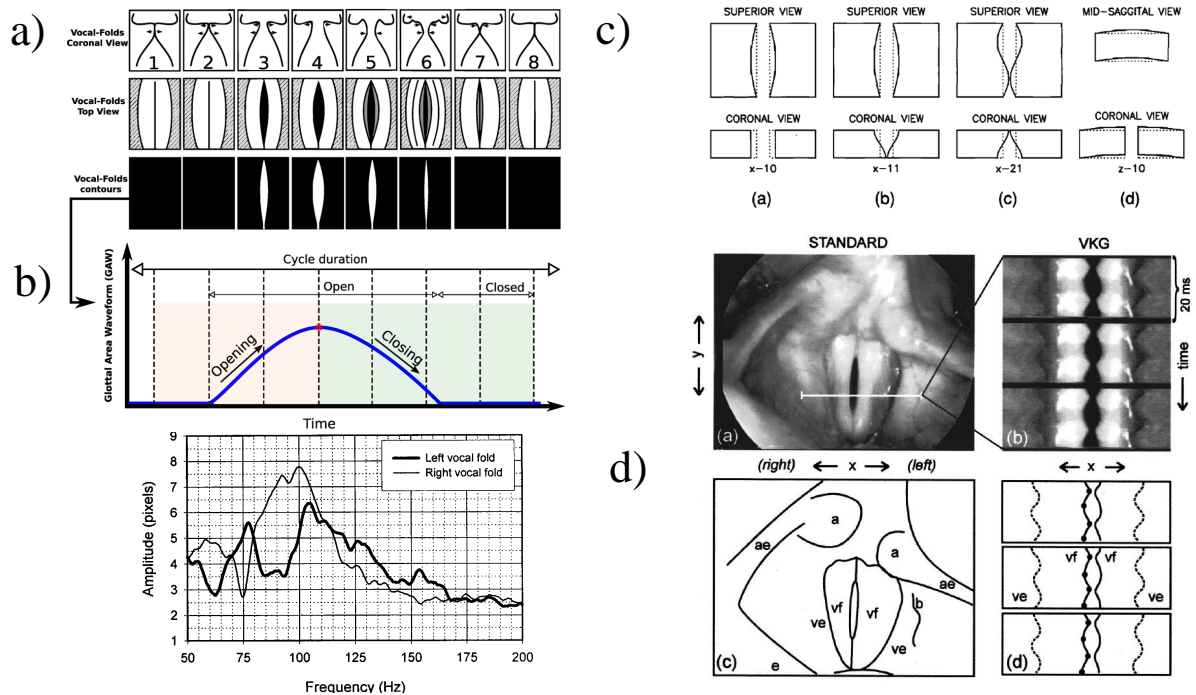 a)
Vocal-Folds
Coronal View
1 2 3 4 5 6 7 8
Vocal-Folds
Top View
Vocal-Folds
contours
b)
Glottal Area Waveform (GAW)
Cycle duration
Open
Closed
Opening
Closing
Time
Amplitude (pixels)
9
8
7
6
5
4
3
2
1
Left vocal fold
Right vocal fold
50 75 100 125 150 175 200
Frequency (Hz)
c)
SUPERIOR VIEW SUPERIOR VIEW SUPERIOR VIEW MID-SAGGITAL VIEW
CORONAL VIEW CORONAL VIEW CORONAL VIEW CORONAL VIEW
x-10 x-11 x-21 z-10
(a) (b) (c) (d)
d)
STANDARD VKG
y
20 ms
time
(a) (b)
(right) x (left) x
a
ae
a
ae
vf vf
b
ve
ve
e
(c)
vf vf
ve ve
(d)